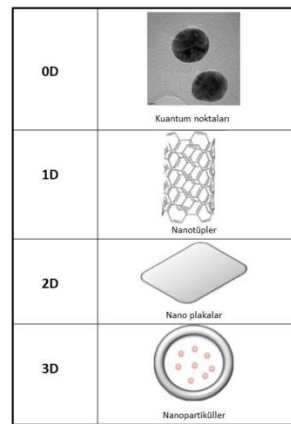 0D
Kuantum noktaları
1D
Nanotüpler
2D
Nano plakalar
3D
Nanopartiküller